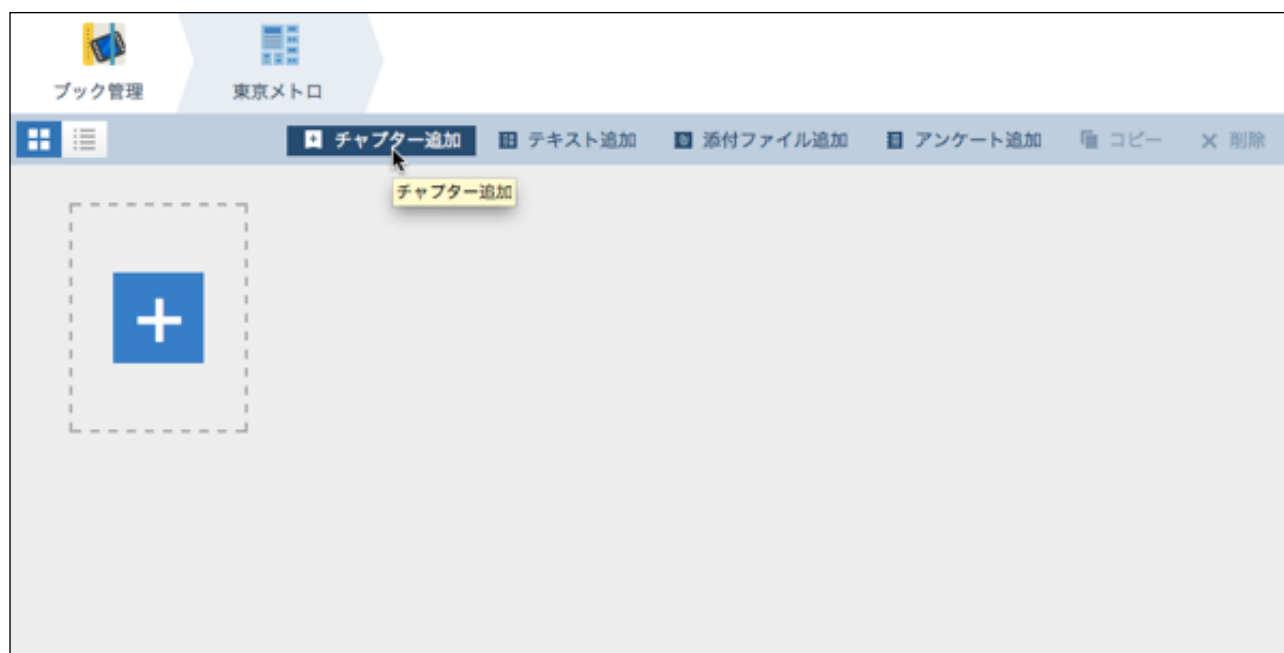 ブック管理
東京メトロ
チャプター追加
テキスト追加
添付ファイル追加
アンケート追加
コピー
削除
チャプター追加